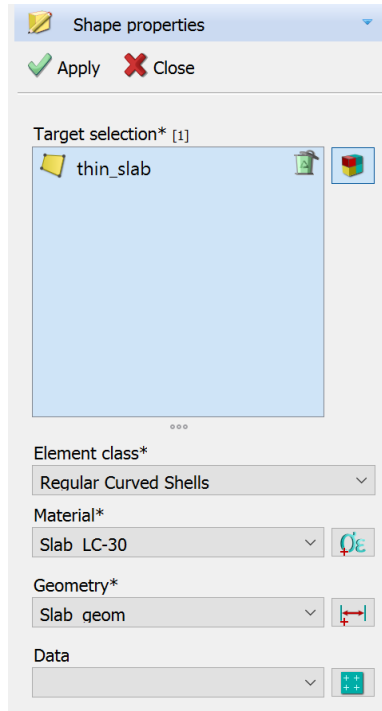 Shape properties
Apply Close
Target selection* [1]
thin_slab
Element class*
Regular Curved Shells
Material*
Slab LC-30
Geometry*
Slab geom
Data